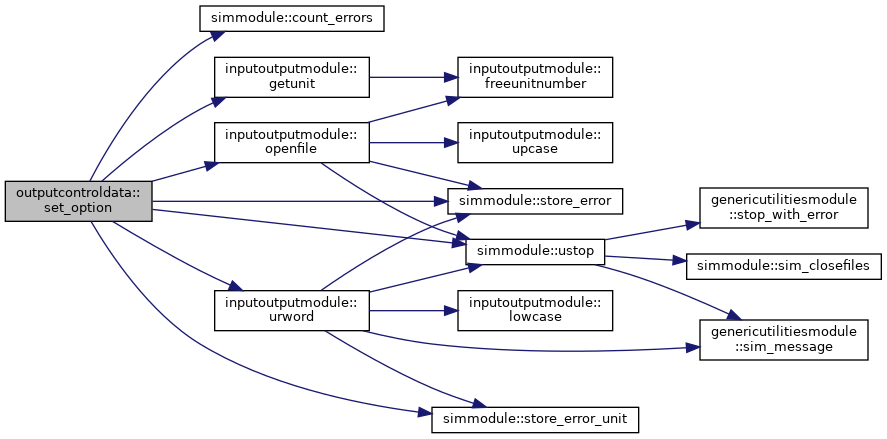 simmodule::count_errors
inputoutputmodule::
getunit
inputoutputmodule::
freeunitnumber
inputoutputmodule::
openfile
inputoutputmodule::
upcase
outputcontroldata::
set_option
simmodule::store_error
genericutilitiesmodule
::stop_with_error
simmodule::ustop
simmodule::sim_closefiles
inputoutputmodule::
urword
inputoutputmodule::
lowcase
genericutilitiesmodule
::sim_message
simmodule::store_error_unit